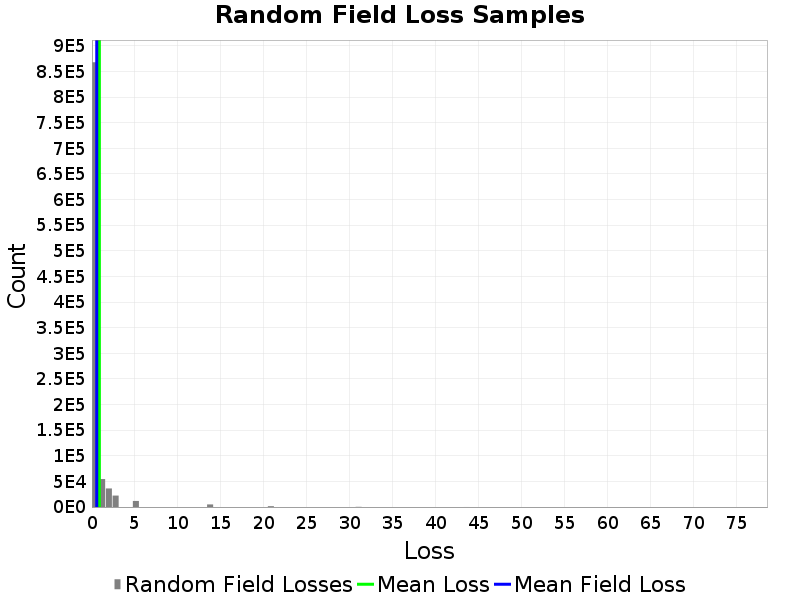 Random Field Loss Samples
9E5
8.5E5
8E5
7.5E5
7E5
6.5E5
6E5
5.5E5
5E5
4.5E5
4E5
3.5E5
3E5
2.5E5
2E5
1.5E5
1E5
5E4
0E0
Count
0 5 10 15 20 25 30 35 40 45 50 55 60 65 70 75
Loss
Random Field Losses Mean Loss Mean Field Loss